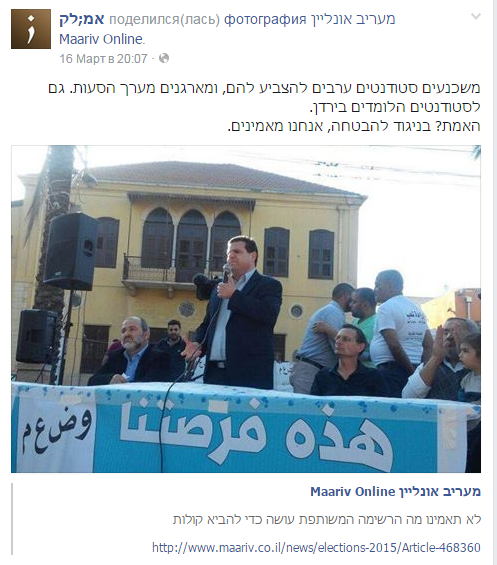 אמ;לק поделился(лась) фотография מעריב אונליין
Maariv Online.
16 Март в 20:07 ·
משכנעים סטודנטים ערבים להצביע להם, ומארגנים מערך הסעות. גם
לסטודנטים הלומדים בירדן.
האמת? בניגוד להבטחה, אנחנו מאמינים.
هذه فرصتنا
وض ع م
מעריב אונליין Maariv Online
לא תאמינו מה הרשימה המשותפת עושה כדי להביא קולות
http://www.maariv.co.il/news/elections-2015/Article-468360